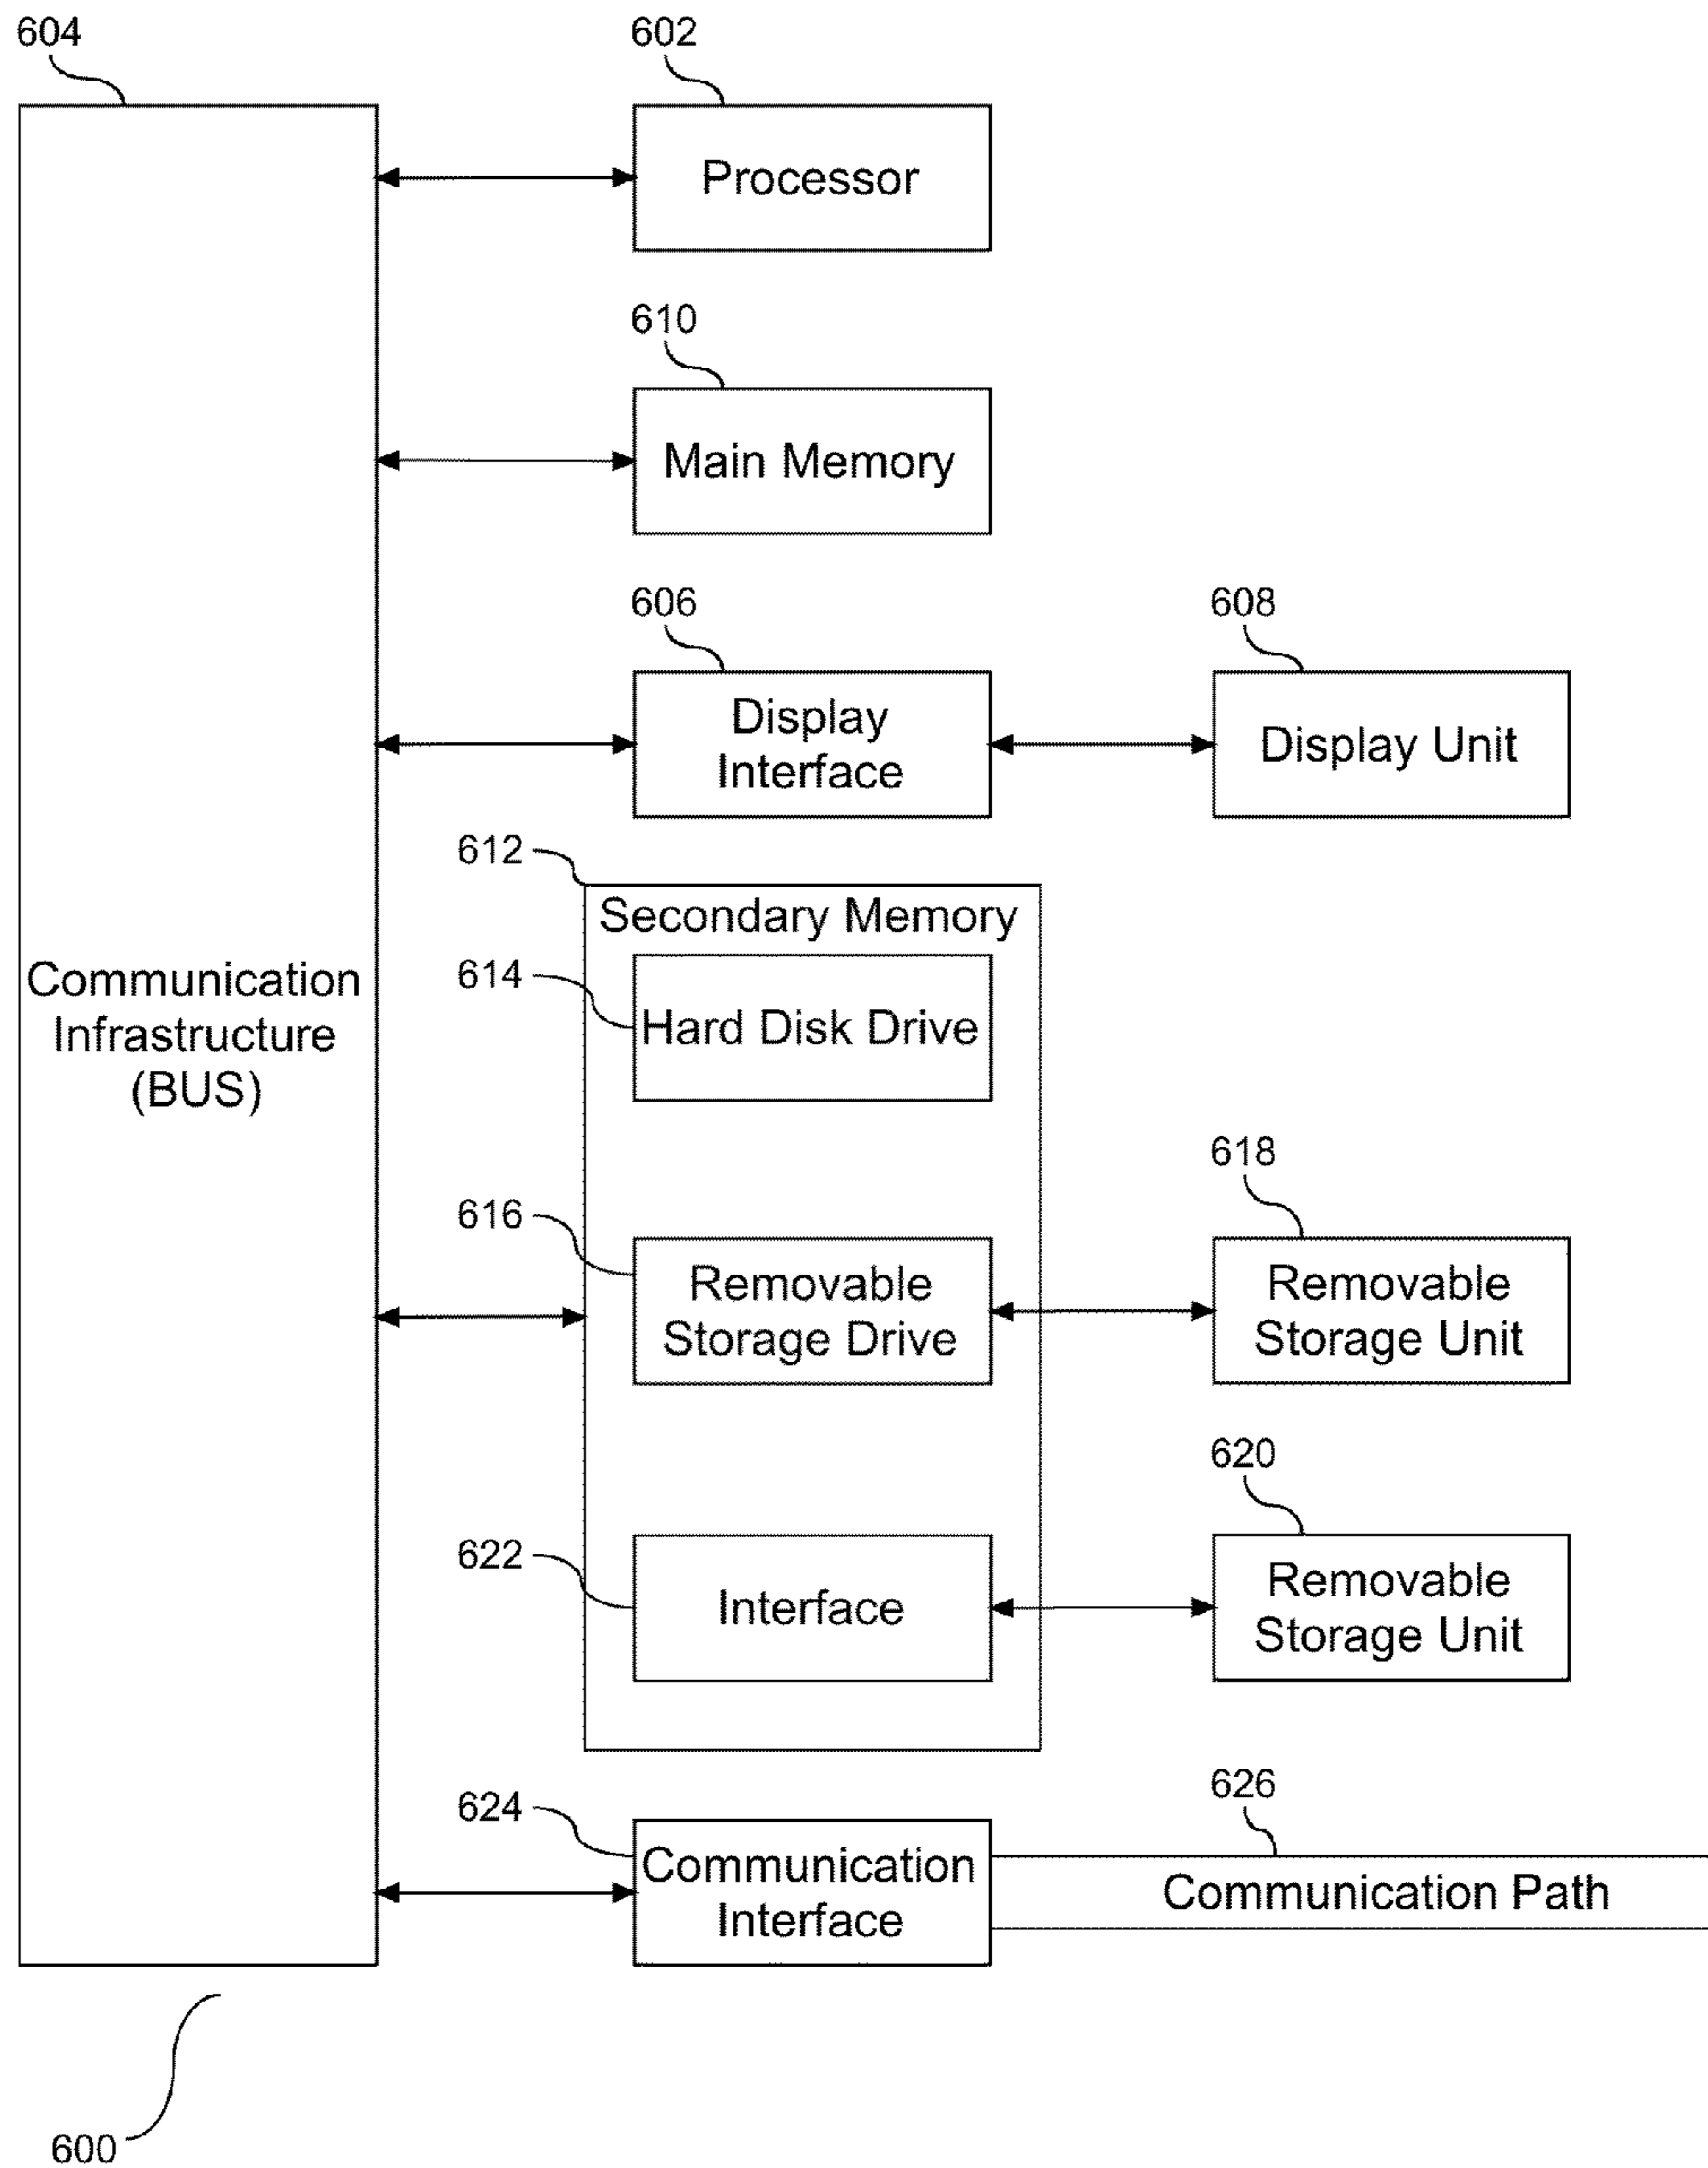 604
602
Processor
610
Main Memory
606
608
Display
Interface
Display Unit
612
Secondary Memory
614
Hard Disk Drive
Communication
Infrastructure
(BUS)
616
618
Removable
Storage Drive
Removable
Storage Unit
620
622
Interface
Removable
Storage Unit
624
626
Communication
Interface
Communication Path
600